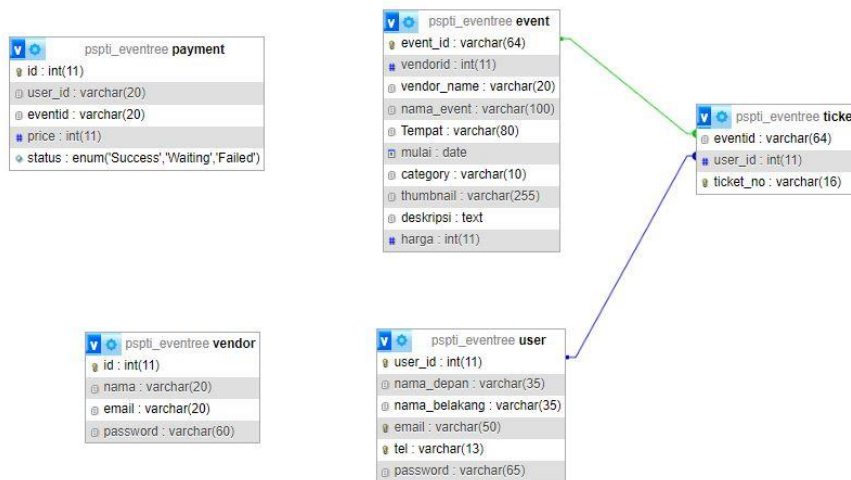 pspti_eventree payment
id : int(11)
user_id : varchar(20)
eventid : varchar(20)
price : int(11)
status : enum('Success','Waiting','Failed')
pspti_eventree event
event_id : varchar(64)
vendorid : int(11)
vendor_name : varchar(20)
nama_event : varchar(100)
Tempat : varchar(80)
mulai : date
category : varchar(10)
thumbnail : varchar(255)
deskripsi : text
harga : int(11)
pspti_eventree ticke
eventid : varchar(64)
user_id : int(11)
ticket_no : varchar(16)
pspti_eventree vendor
id : int(11)
nama : varchar(20)
email : varchar(20)
password : varchar(60)
pspti_eventree user
user_id : int(11)
nama_depan : varchar(35)
nama_belakang : varchar(35)
email : varchar(50)
tel : varchar(13)
password : varchar(65)